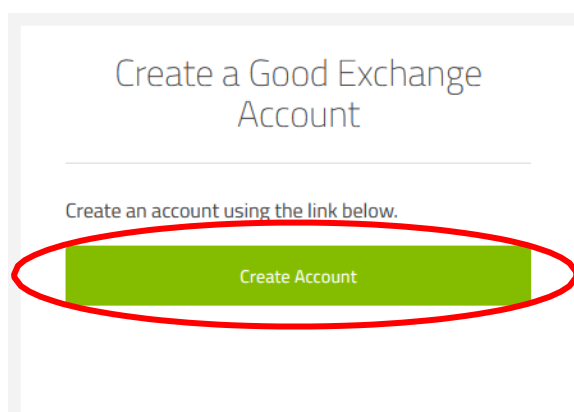 Create a Good Exchange
Account
Create an account using the link below.
Create Account